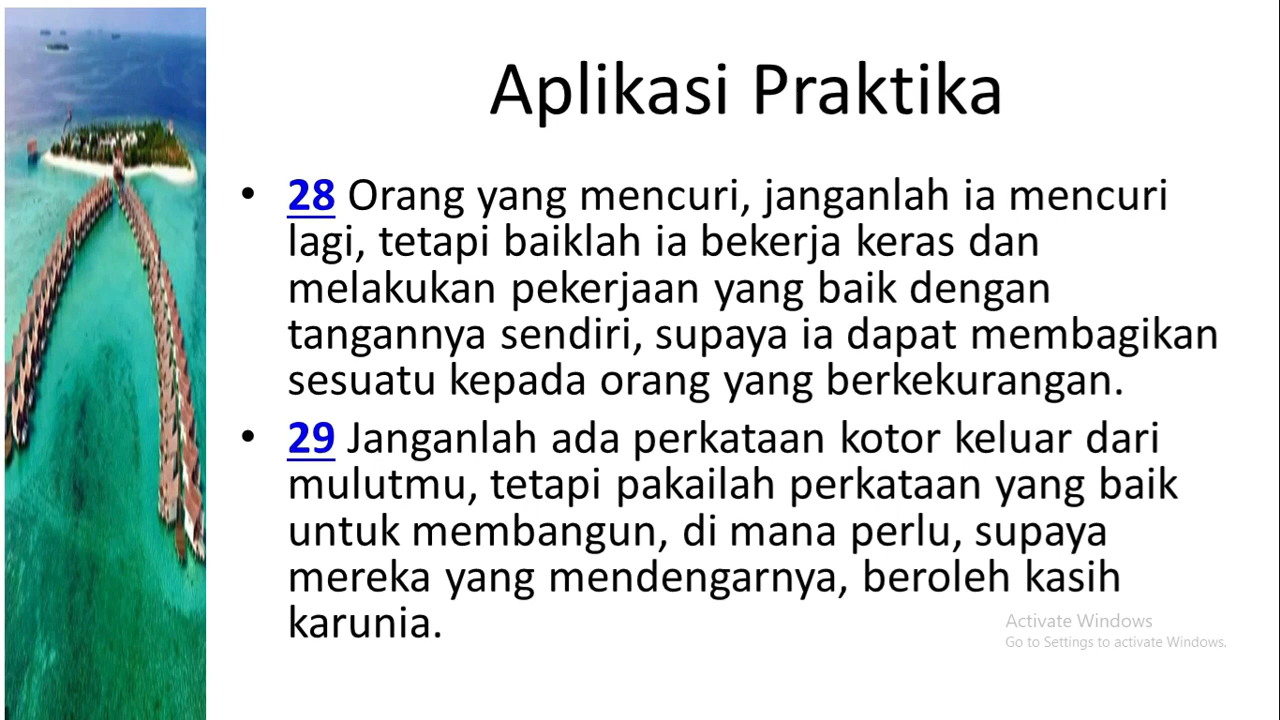 Aplikasi Praktika
• 28 Orang yang mencuri, janganlah ia mencuri
lagi, tetapi baiklah ia bekerja keras dan
melakukan pekerjaan yang baik dengan
tangannya sendiri, supaya ia dapat membagikan
sesuatu kepada orang yang berkekurangan.
• 29 Janganlah ada perkataan kotor keluar dari
mulutmu, tetapi pakailah perkataan yang baik
untuk membangun, di mana perlu, supaya
mereka yang mendengarnya, beroleh kasih
karunia.
Activate Windows
Go to Settings to activate Windows.